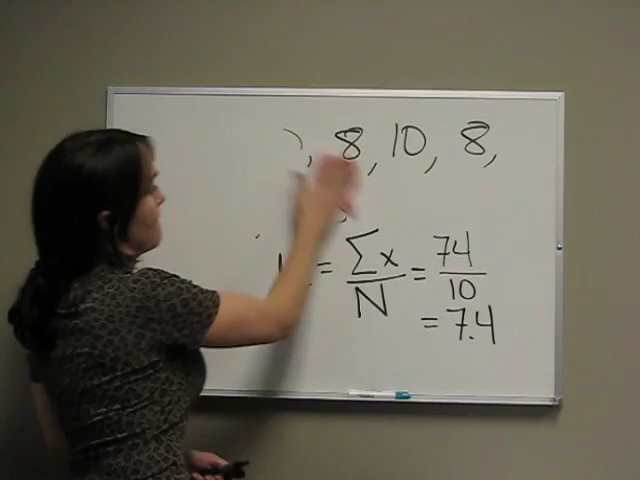 , 8, 10, 8,
= Σx/N = 74/10
= 7.4